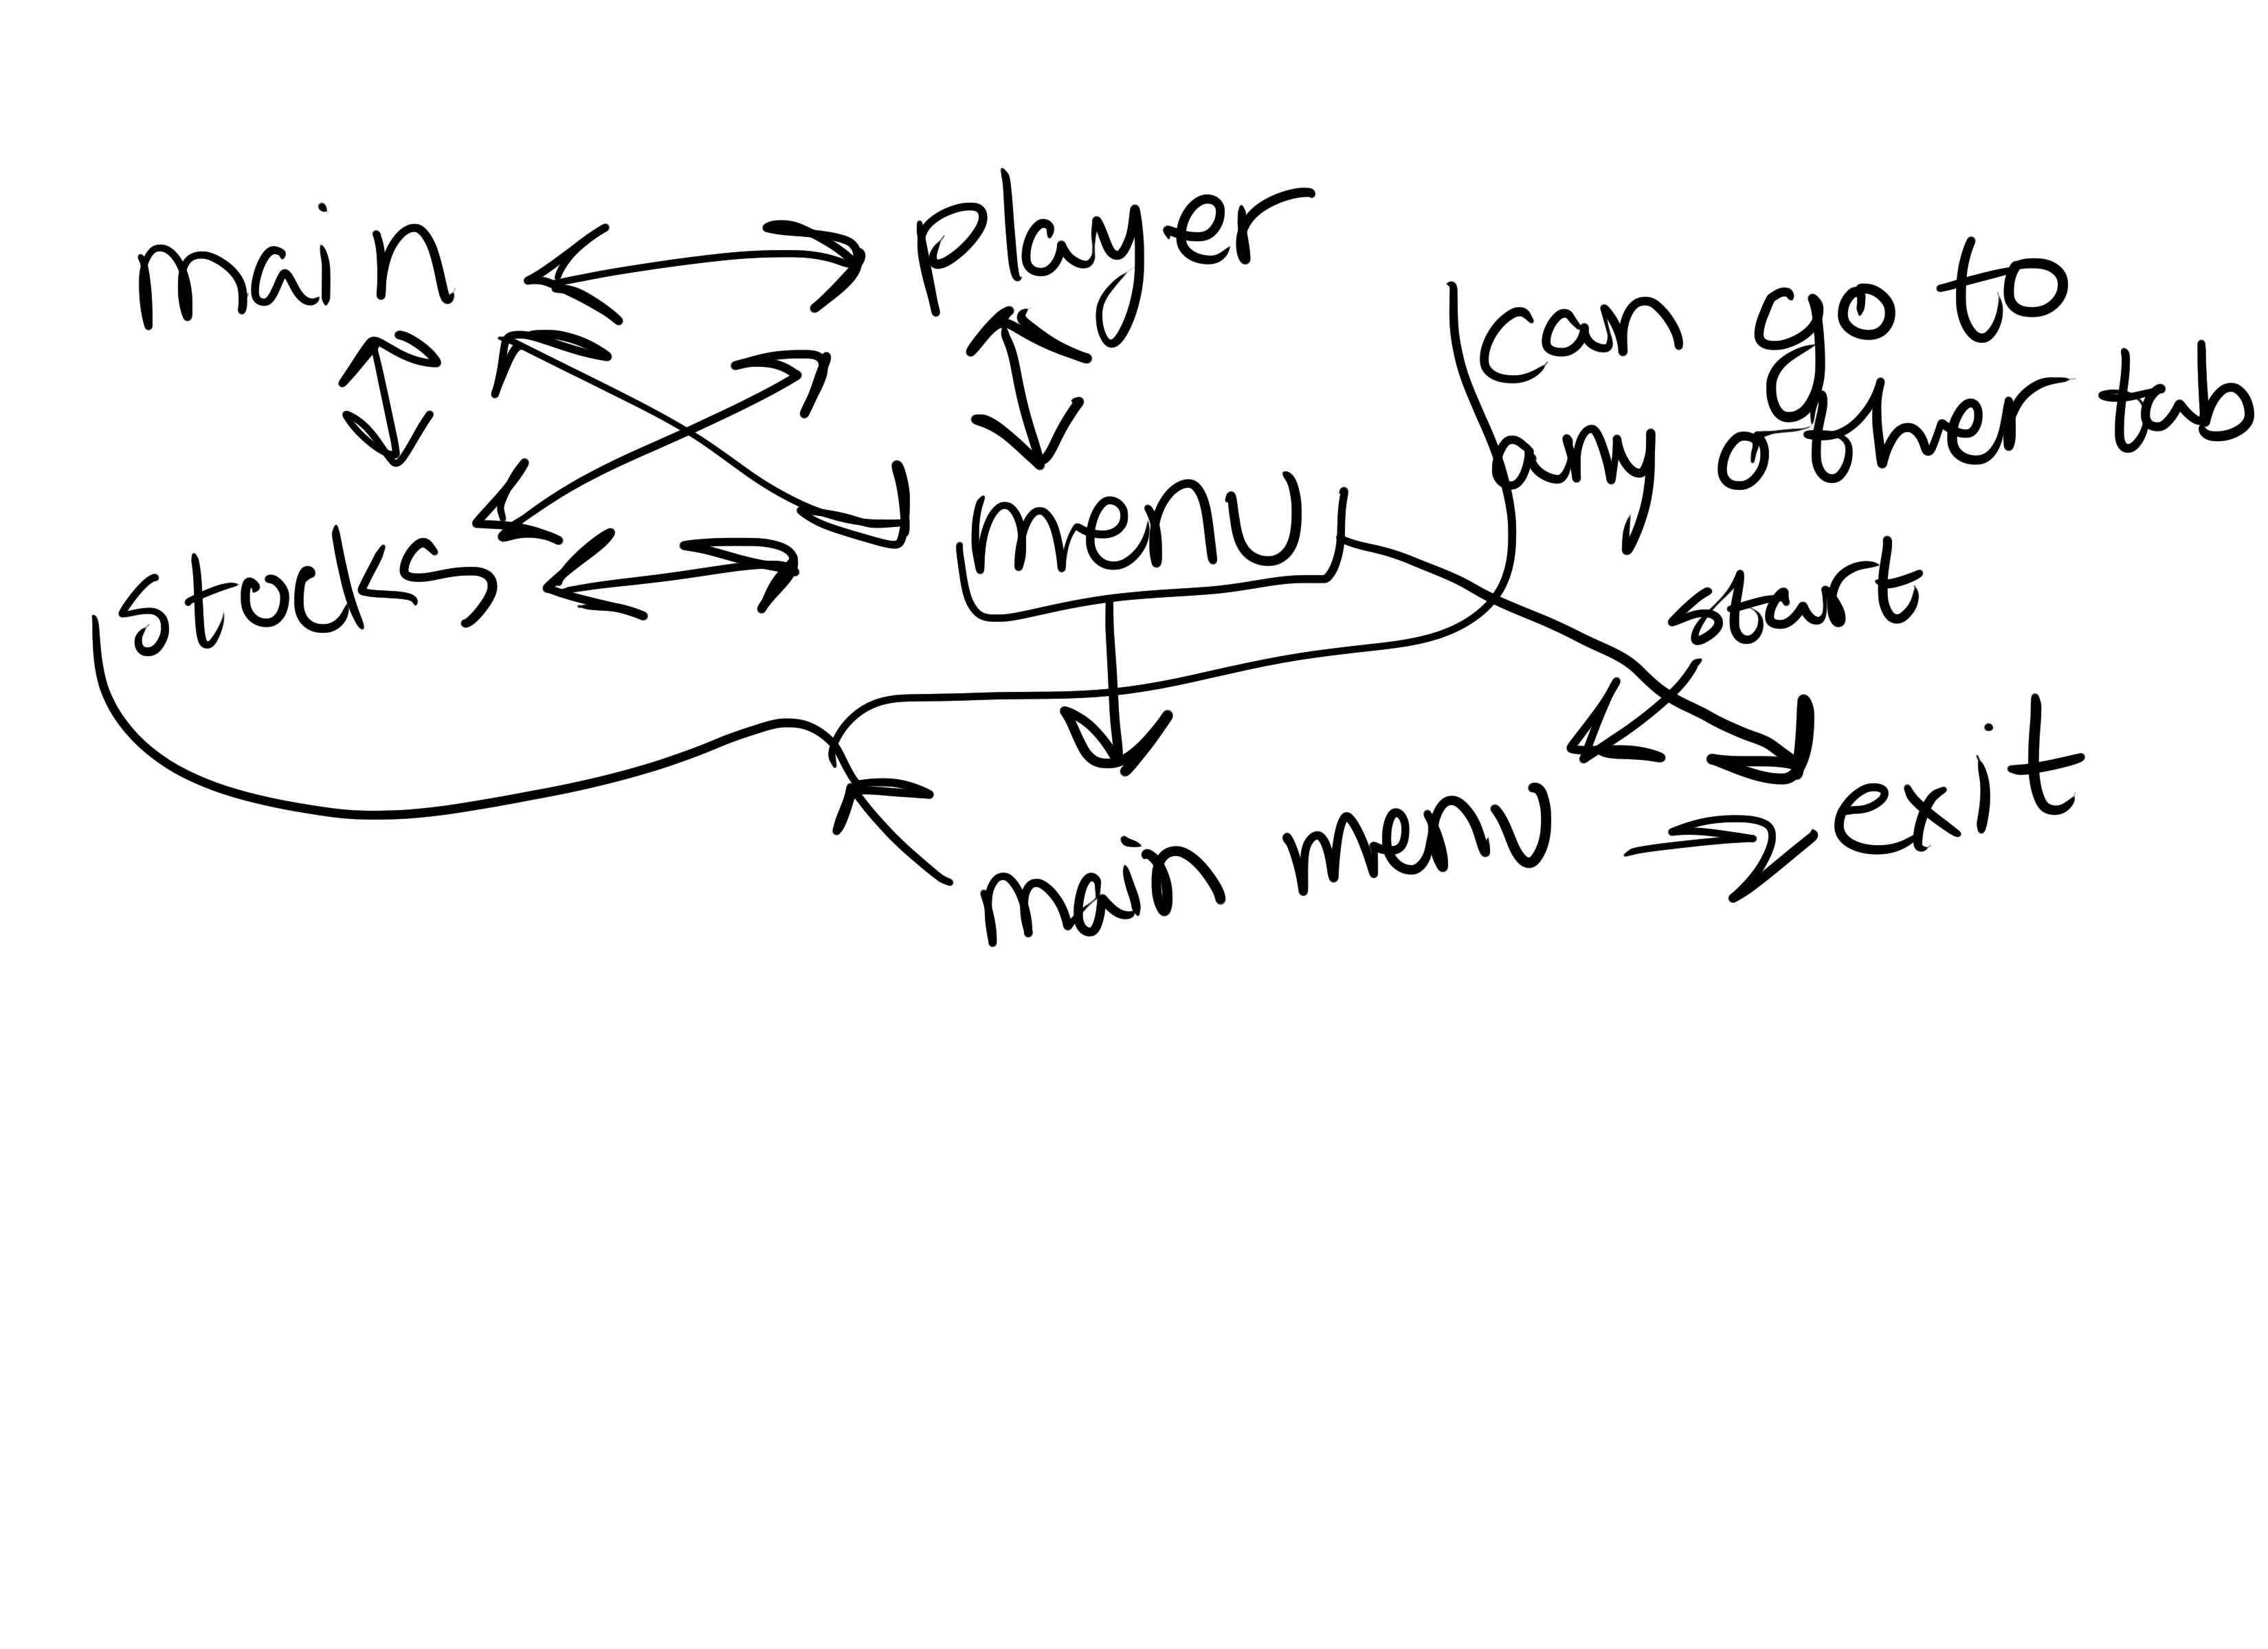 main
player
can go to
any other tab
stocks
menu
start
main menu
exit